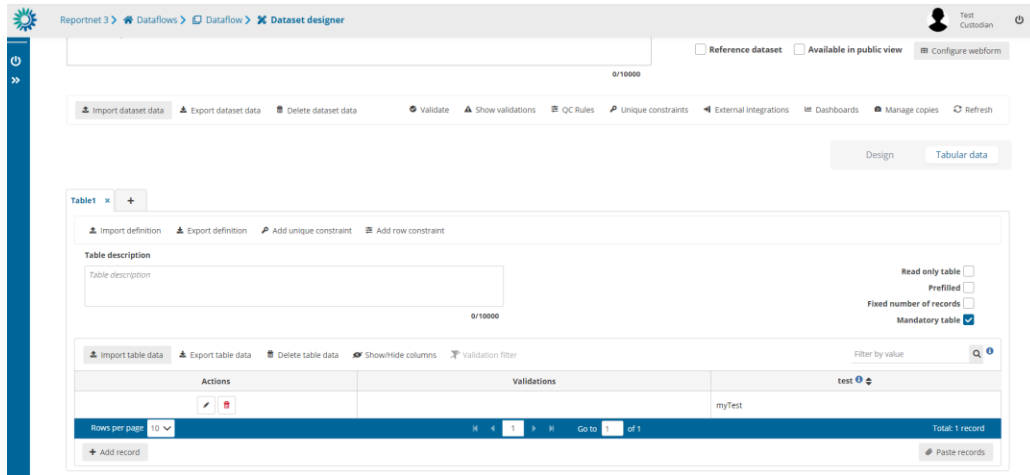 Reportnet 3 > Dataflows > Dataflow > Dataset designer
Test
Custodian
0/10000
Reference dataset Available in public view Configure webform
Import dataset data Export dataset data Delete dataset data Validate Show validations QC Rules Unique constraints External integrations Dashboards Manage copies Refresh
Design Tabular data
Table1 × +
Import definition Export definition Add unique constraint Add row constraint
Table description
Table description
0/10000
Read only table
Prefilled
Fixed number of records
Mandatory table
Import table data Export table data Delete table data Show/Hide columns Validation filter Filter by value
Actions Validations test
myTest
Rows per page 10 1 Go to 1 of 1 Total: 1 record
+ Add record Paste records